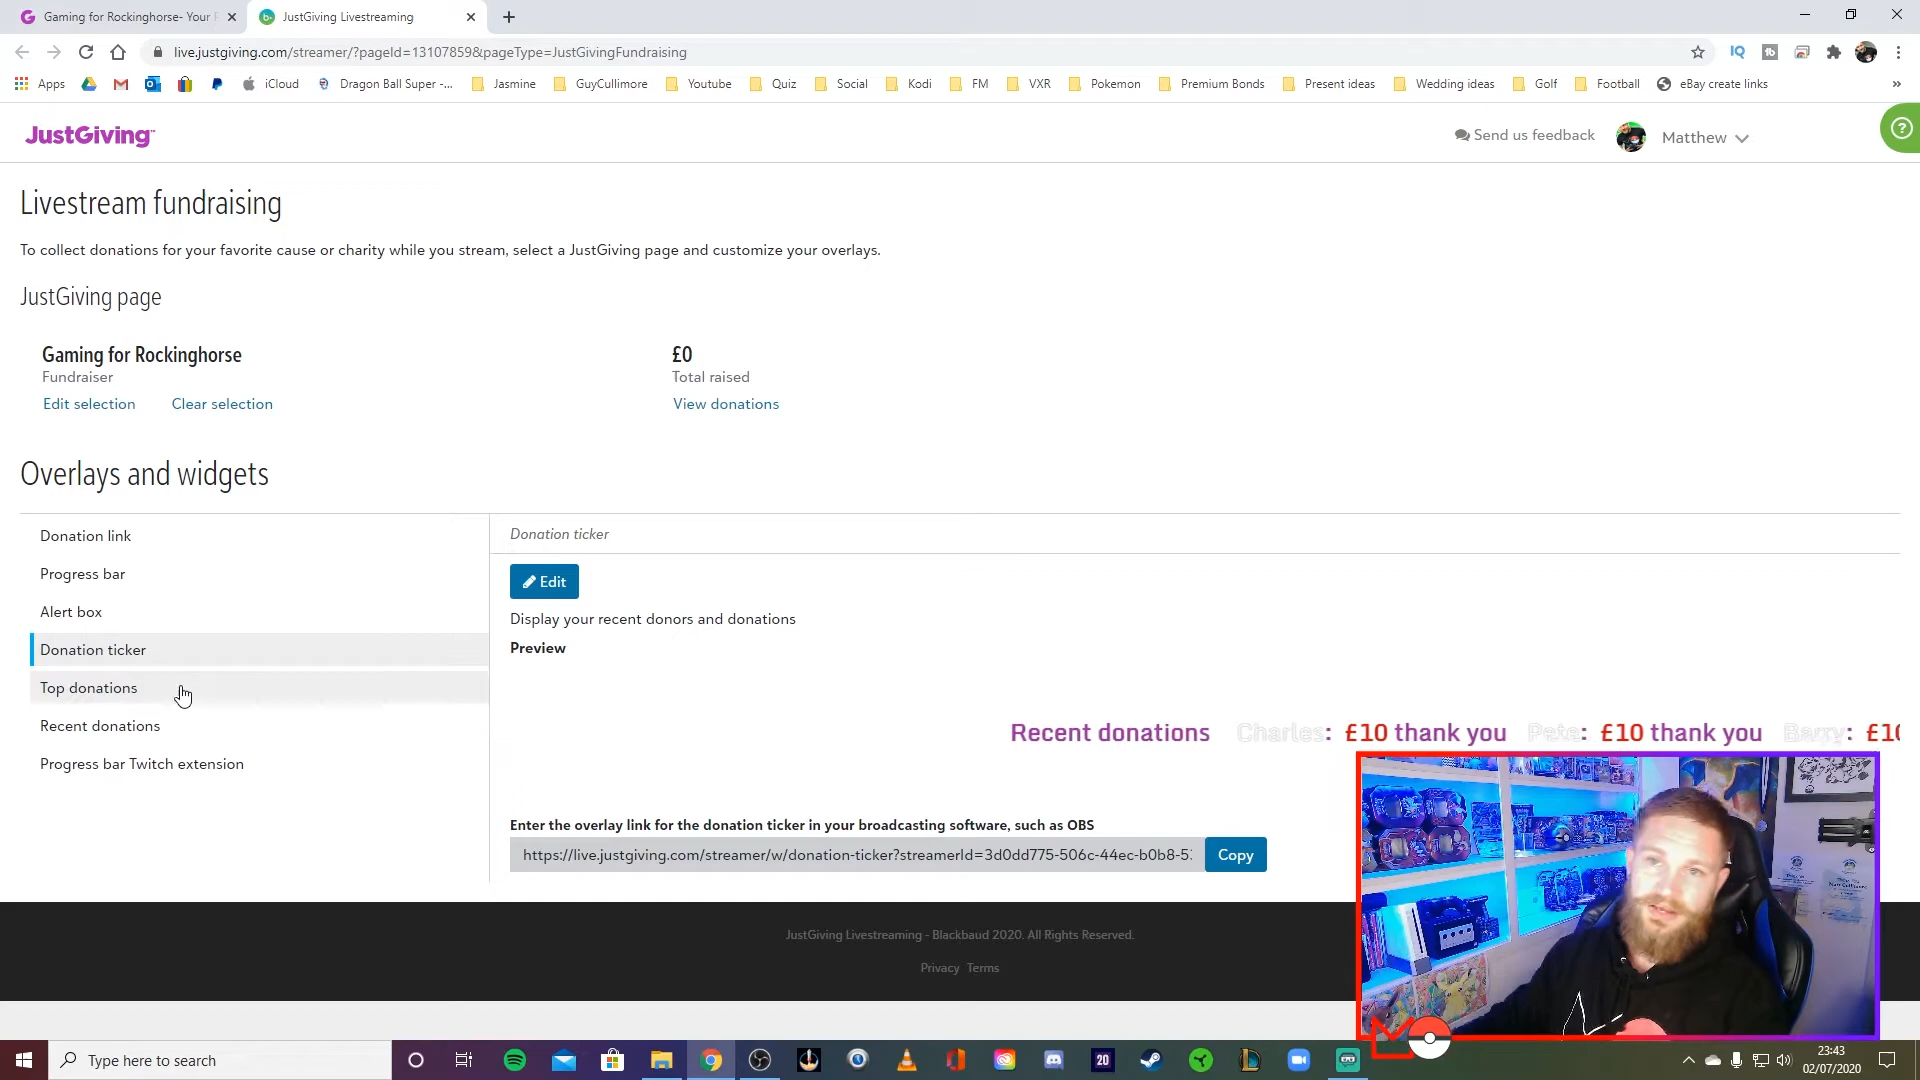 Gaming for Rockinghorse- Your F
JustGiving Livestreaming
live.justgiving.com/streamer/?pageId=13107859&pageType=JustGivingFundraising
Apps
iCloud
Dragon Ball Super -...
Jasmine
GuyCullimore
Youtube
Quiz
Social
Kodi
FM
VXR
Pokemon
Premium Bonds
Present ideas
Wedding ideas
Golf
Football
eBay create links
»
JustGiving™
Send us feedback
Matthew
Livestream fundraising
To collect donations for your favorite cause or charity while you stream, select a JustGiving page and customize your overlays.
JustGiving page
Gaming for Rockinghorse
Fundraiser
Edit selection
Clear selection
£0
Total raised
View donations
Overlays and widgets
Donation link
Progress bar
Alert box
Donation ticker
Top donations
Recent donations
Progress bar Twitch extension
Donation ticker
Edit
Display your recent donors and donations
Preview
Recent donations Charles: £10 thank you Pete: £10 thank you Barry: £10
Enter the overlay link for the donation ticker in your broadcasting software, such as OBS
https://live.justgiving.com/streamer/w/donation-ticker?streamerId=3d0dd775-506c-44ec-b0b8-5
Copy
JustGiving Livestreaming - Blackbaud 2020. All Rights Reserved.
Privacy Terms
Type here to search
20
23:43
02/07/2020